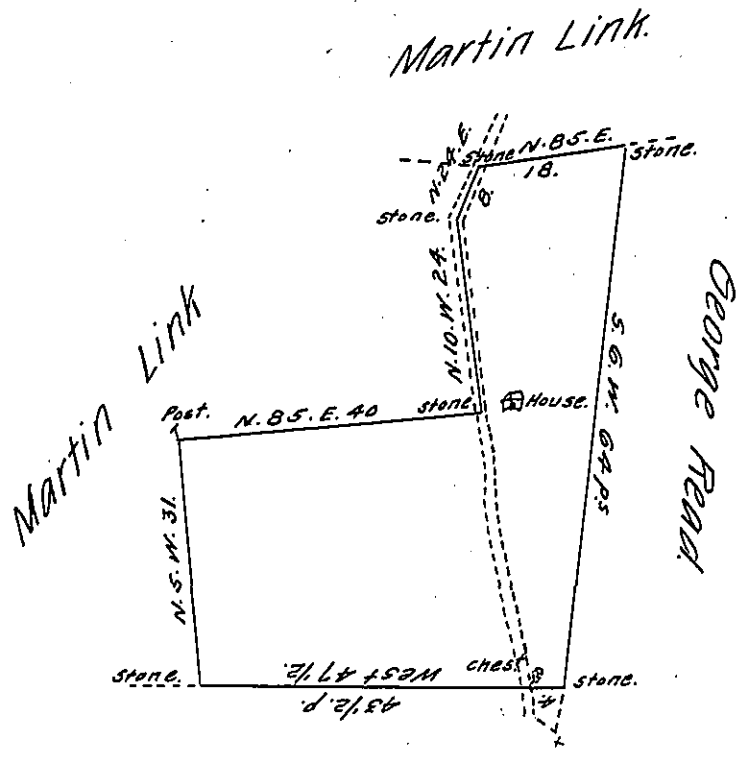 Martin Link.
N. 85. E.
Stone
stone.
18.
8.
stone.
N. 10. W. 24.
S. 6. W. 64 ps
George Read.
House.
Martin Link
Post.
N. 85. E. 40
stone
N. 5. W. 31.
stone.
West 47 1/2.
43 1/2. p.
chest
4.
stone.